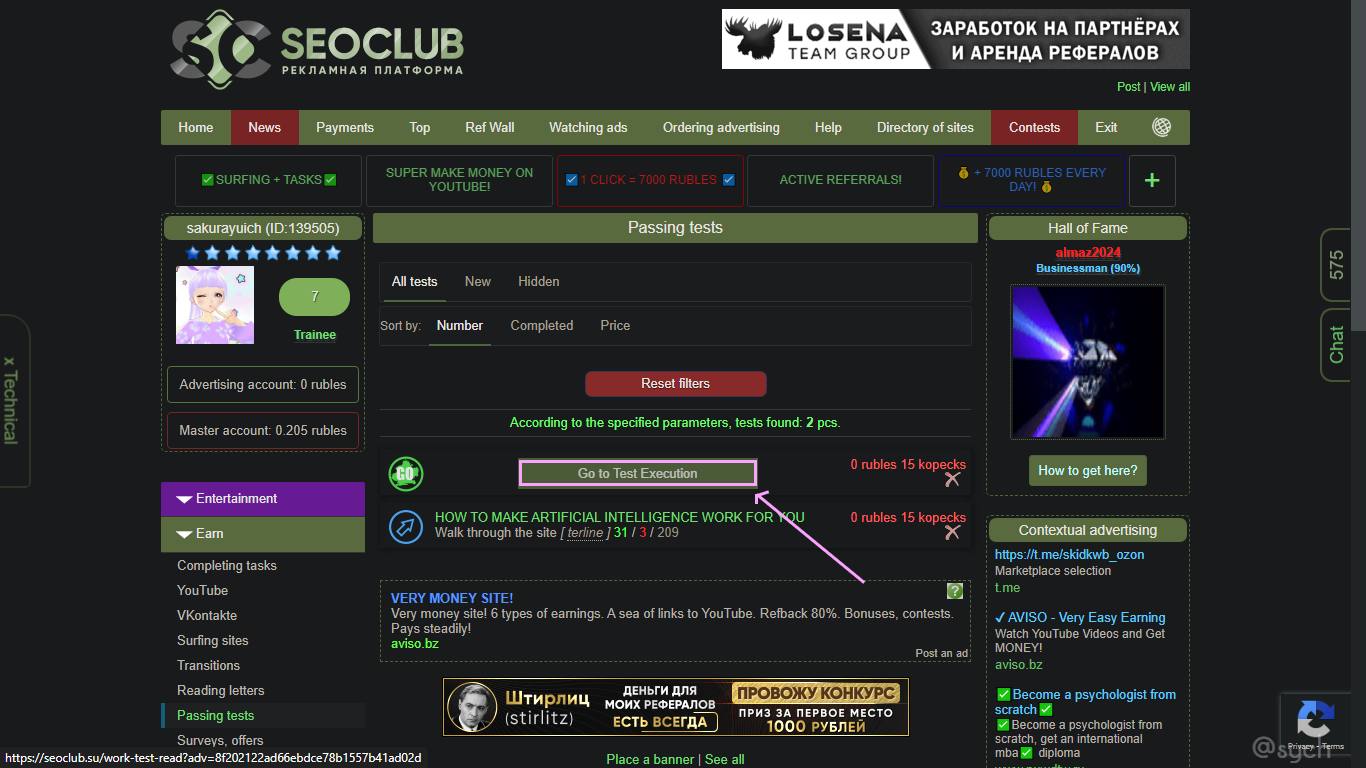 SEOCLUB
РЕКЛАМНАЯ ПЛАТФОРМА
LOSENA
TEAM GROUP
ЗАРАБОТОК НА ПАРТНЁРАХ
И АРЕНДА РЕФЕРАЛОВ
Post | View all
Home News Payments Top Ref Wall Watching ads Ordering advertising Help Directory of sites Contests Exit
✅SURFING + TASKS✅
SUPER MAKE MONEY ON
YOUTUBE!
1 CLICK = 7000 RUBLES
ACTIVE REFERRALS!
💰 + 7000 RUBLES EVERY
DAY! 💰
+
sakurayuich (ID:139505)
7
Trainee
Advertising account: 0 rubles
Master account: 0.205 rubles
Entertainment
Earn
Completing tasks
YouTube
VKontakte
Surfing sites
Transitions
Reading letters
Passing tests
Surveys, offers
x Technical
Passing tests
All tests New Hidden
Sort by: Number Completed Price
Reset filters
According to the specified parameters, tests found: 2 pcs.
GO
Go to Test Execution
0 rubles 15 kopecks
HOW TO MAKE ARTIFICIAL INTELLIGENCE WORK FOR YOU
0 rubles 15 kopecks
Walk through the site [ terline ] 31 / 3 / 209
VERY MONEY SITE!
?
Very money site! 6 types of earnings. A sea of links to YouTube. Refback 80%. Bonuses, contests.
Pays steadily!
aviso.bz
Post an ad
Штирлиц
(stirlitz)
ДЕНЬГИ ДЛЯ
МОИХ РЕФЕРАЛОВ
ЕСТЬ ВСЕГДА
ПРОВОЖУ КОНКУРС
ПРИЗ ЗА ПЕРВОЕ МЕСТО
1000 РУБЛЕЙ
Place a banner | See all
Hall of Fame
almaz2024
Businessman (90%)
How to get here?
Contextual advertising
https://t.me/skidkwb_ozon
Marketplace selection
t.me
✔ AVISO - Very Easy Earning
Watch YouTube Videos and Get
MONEY!
aviso.bz
✅Become a psychologist from
scratch✅
✅Become a psychologist from
scratch, get an international
mba✅ diploma
575
Chat
Privacy - Terms
@sych
https://seoclub.su/work-test-read?adv=8f202122ad66ebdce78b1557b41ad02d